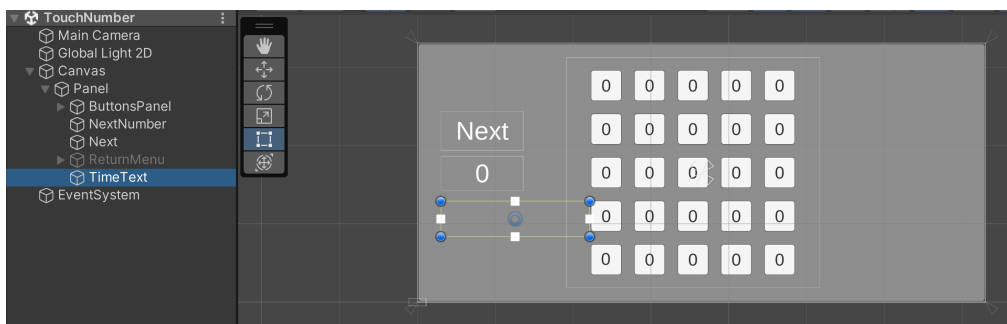 TouchNumber
Main Camera
Global Light 2D
Canvas
Panel
ButtonsPanel
NextNumber
Next
ReturnMenu
TimeText
EventSystem
Next
0
0 0 0 0 0
0 0 0 0 0
0 0 0 0 0
0 0 0 0 0
0 0 0 0 0